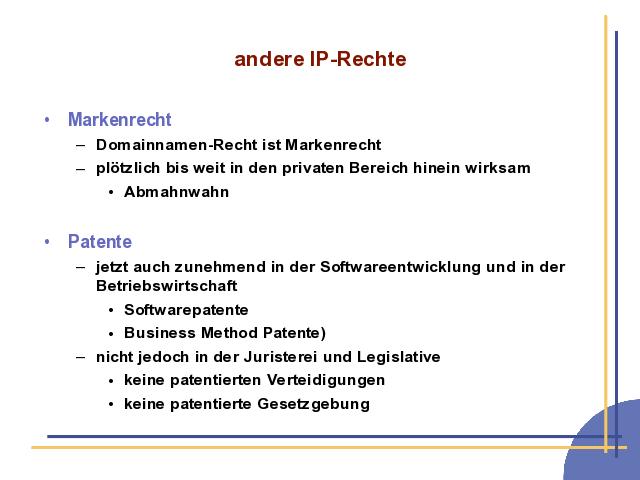 andere IP-Rechte
• Markenrecht
– Domainnamen-Recht ist Markenrecht
– plötzlich bis weit in den privaten Bereich hinein wirksam
• Abmahnwahn
• Patente
– jetzt auch zunehmend in der Softwareentwicklung und in der
Betriebswirtschaft
• Softwarepatente
• Business Method Patente)
– nicht jedoch in der Juristerei und Legislative
• keine patentierten Verteidigungen
• keine patentierte Gesetzgebung